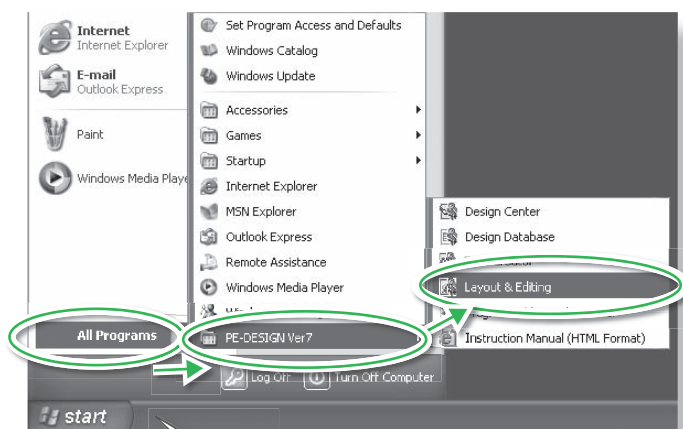 Internet
Internet Explorer
E-mail
Outlook Express
Paint
Windows Media Playe
All Programs
start
Set Program Access and Defaults
Windows Catalog
Windows Update
Accessories
Games
Startup
Internet Explorer
MSN Explorer
Outlook Express
Remote Assistance
Windows Media Player
PE-DESIGN Ver7
Log Off
Turn Off Computer
Design Center
Design Database
Layout & Editing
Instruction Manual (HTML Format)